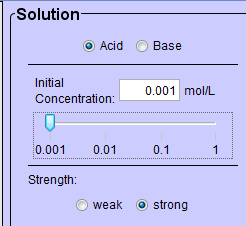 Solution
Acid Base
Initial
Concentration: 0.001 mol/L
0.001 0.01 0.1 1
Strength:
weak strong